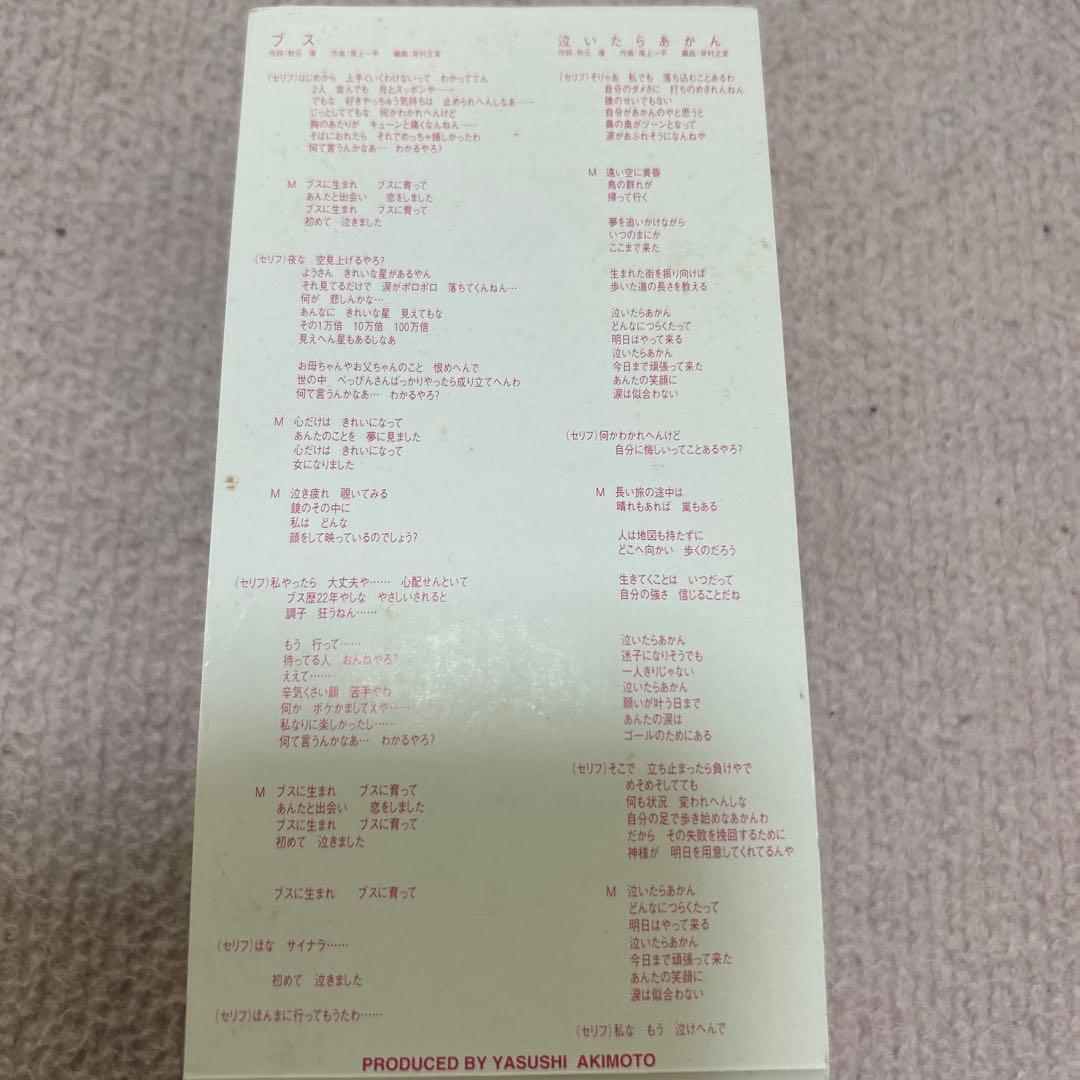 ブス
作詞:秋元 康 作曲:尾上一平 編曲:岸村正実
(セリフ)はじめから 上手くいくわけないって わかっててん
2人 並んでも 月とスッポンや……
でもな 好きやっちゅう気持ちは 止められへんしなあ……
じっとしててもな 何かわかれへんけど
胸のあたりが キューンと痛くなんねん……
そばにおれたら それでめっちゃ嬉しかったわ
何て言うんかなあ… わかるやろ?
M ブスに生まれ ブスに育って
あんたと出会い 恋をしました
ブスに生まれ ブスに育って
初めて 泣きました
(セリフ)夜な 空見上げるやろ?
ようさん きれいな星があるやん
それ見てるだけで 涙がポロポロ 落ちてくんねん…
何が 悲しんかな…
あんなに きれいな星 見えてもな
その1万倍 10万倍 100万倍
見えへん星もあるしなあ
お母ちゃんやお父ちゃんのこと 恨めへんで
世の中 べっぴんさんばっかりやったら成り立てへんわ
何て言うんかなあ… わかるやろ?
M 心だけは きれいになって
あんたのことを 夢に見ました
心だけは きれいになって
女になりました
M 泣き疲れ 覗いてみる
鏡のその中に
私は どんな
顔をして映っているのでしょう?
(セリフ)私やったら 大丈夫や…… 心配せんといて
ブス歴22年やしな やさしいされると
調子 狂うねん……
もう 行って……
待ってる人 おんねやろ?
ええて……
辛気くさい顔 苦手やわ
何か ボケかましてえや……
私なりに楽しかったし……
何て言うんかなあ… わかるやろ?
M ブスに生まれ ブスに育って
あんたと出会い 恋をしました
ブスに生まれ ブスに育って
初めて 泣きました
ブスに生まれ ブスに育って
(セリフ)ほな サイナラ……
初めて 泣きました
(セリフ)ほんまに行ってもうたわ……
泣いたらあかん
作詞:秋元 康 作曲:尾上一平 編曲:岸村正実
(セリフ)そりゃあ 私でも 落ち込むことあるわ
自分のダメさに 打ちのめされんねん
誰のせいでもない
自分があかんのやと思うと
鼻の奥がツーンとなって
涙があふれそうになんねや
M 遠い空に黄昏
鳥の群れが
帰って行く
夢を追いかけながら
いつのまにか
ここまで来た
生まれた街を振り向けば
歩いた道の長さを教える
泣いたらあかん
どんなにつらくたって
明日はやって来る
泣いたらあかん
今日まで頑張って来た
あんたの笑顔に
涙は似合わない
(セリフ)何かわかれへんけど
自分に悔しいってことあるやろ?
M 長い旅の途中は
晴れもあれば 嵐もある
人は地図も持たずに
どこへ向かい 歩くのだろう
生きてくことは いつだって
自分の強さ 信じることだね
泣いたらあかん
迷子になりそうでも
一人きりじゃない
泣いたらあかん
願いが叶う日まで
あんたの涙は
ゴールのためにある
(セリフ)そこで 立ち止まったら負けやで
めそめそしてても
何も状況 変われへんしな
自分の足で歩き始めなあかんわ
だから その失敗を挽回するために
神様が 明日を用意してくれてるんや
M 泣いたらあかん
どんなにつらくたって
明日はやって来る
泣いたらあかん
今日まで頑張って来た
あんたの笑顔に
涙は似合わない
(セリフ)私な もう 泣けへんで
PRODUCED BY YASUSHI AKIMOTO